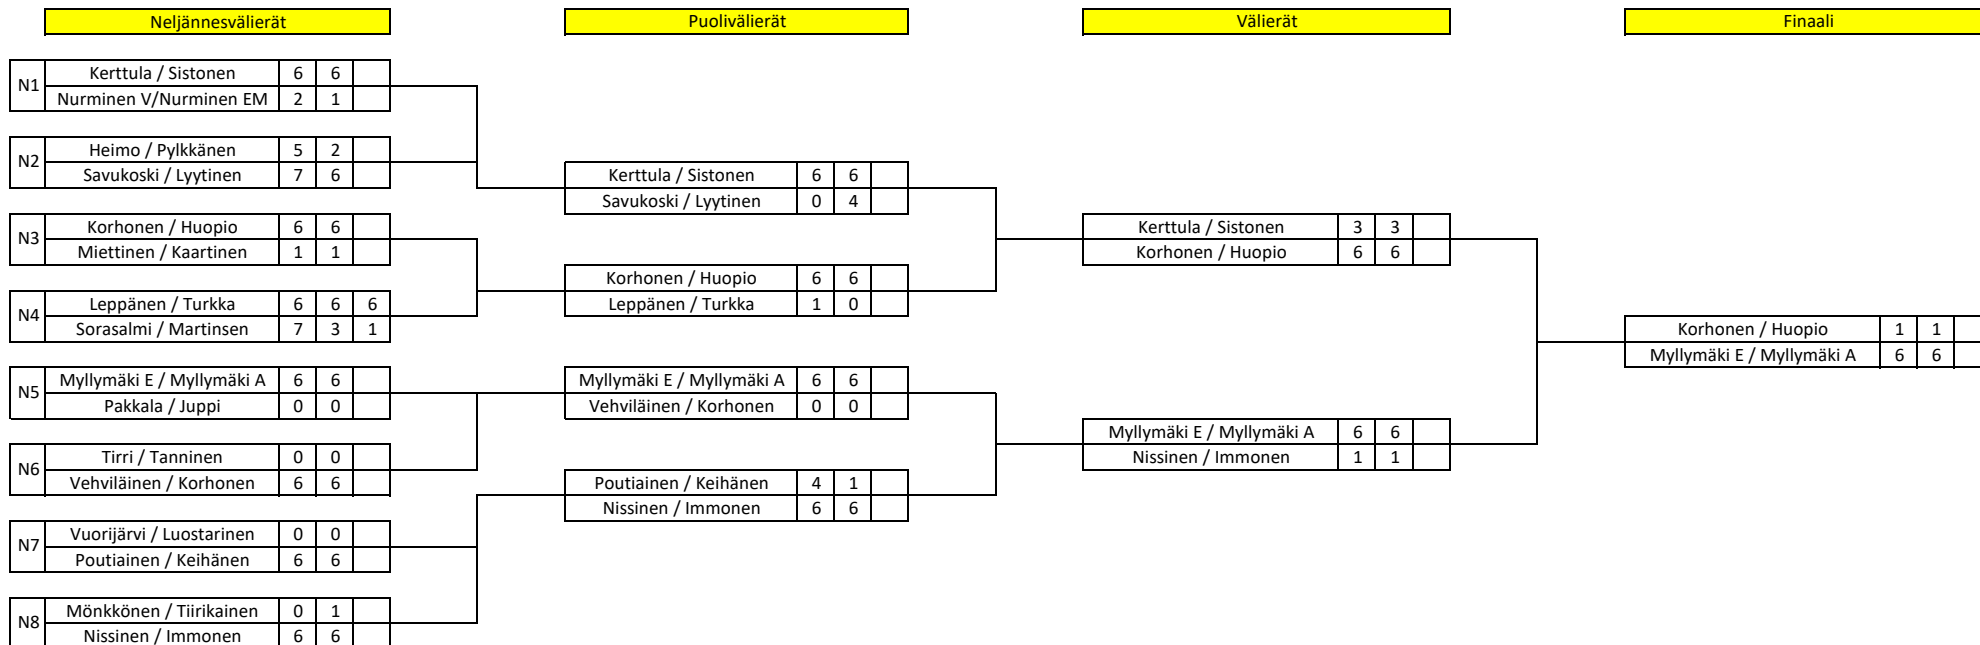 Neljännesvälierät Puolivälierät Välierät Finaali
N1
Kerttula / Sistonen 6 6
Nurminen V/Nurminen EM 2 1
N2
Heimo / Pylkkänen 5 2
Savukoski / Lyytinen 7 6
N3
Korhonen / Huopio 6 6
Miettinen / Kaartinen 1 1
N4
Leppänen / Turkka 6 6 6
Sorasalmi / Martinsen 7 3 1
N5
Myllymäki E / Myllymäki A 6 6
Pakkala / Juppi 0 0
N6
Tirri / Tanninen 0 0
Vehviläinen / Korhonen 6 6
N7
Vuorijärvi / Luostarinen 0 0
Poutiainen / Keihänen 6 6
N8
Mönkkönen / Tiirikainen 0 1
Nissinen / Immonen 6 6
Kerttula / Sistonen 6 6
Savukoski / Lyytinen 0 4
Korhonen / Huopio 6 6
Leppänen / Turkka 1 0
Myllymäki E / Myllymäki A 6 6
Vehviläinen / Korhonen 0 0
Poutiainen / Keihänen 4 1
Nissinen / Immonen 6 6
Kerttula / Sistonen 3 3
Korhonen / Huopio 6 6
Myllymäki E / Myllymäki A 6 6
Nissinen / Immonen 1 1
Korhonen / Huopio 1 1
Myllymäki E / Myllymäki A 6 6